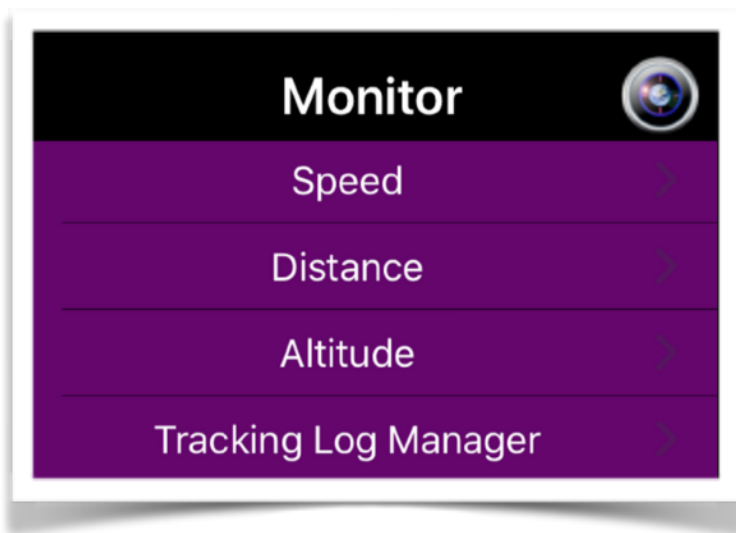 Monitor
Speed
Distance
Altitude
Tracking Log Manager